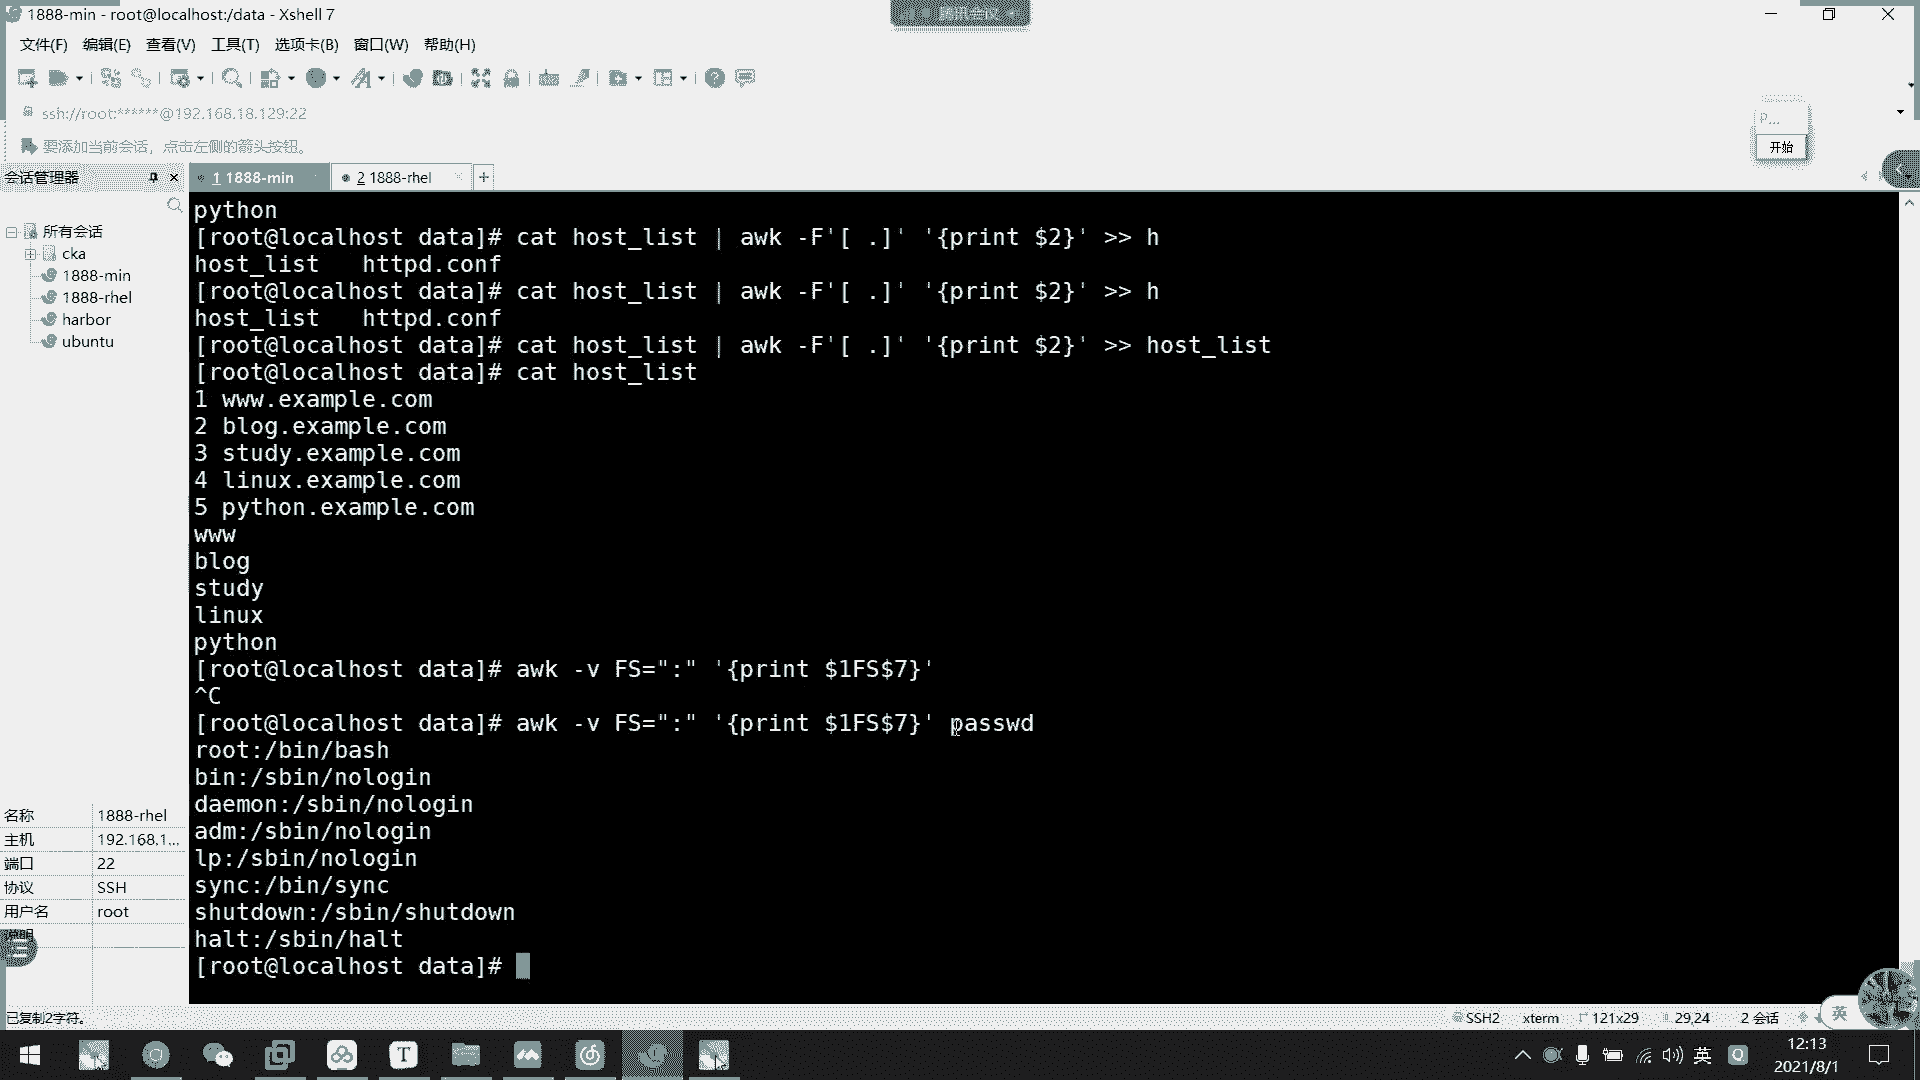 1888-min - root@localhost:/data - Xshell 7
腾讯会议
文件(F) 编辑(E) 查看(V) 工具(T) 选项卡(B) 窗口(W) 帮助(H)
ssh://root:******@192.168.18.129:22
P...
要添加当前会话，点击左侧的箭头按钮。
开始
会话管理器
1 1888-min
2 1888-rhel
+
所有会话
cka
1888-min
1888-rhel
harbor
ubuntu
python
[root@localhost data]# cat host_list | awk -F'[ .]' '{print $2}' >> h
host_list   httpd.conf
[root@localhost data]# cat host_list | awk -F'[ .]' '{print $2}' >> h
host_list   httpd.conf
[root@localhost data]# cat host_list | awk -F'[ .]' '{print $2}' >> host_list
[root@localhost data]# cat host_list
1 www.example.com
2 blog.example.com
3 study.example.com
4 linux.example.com
5 python.example.com
www
blog
study
linux
python
[root@localhost data]# awk -v FS=":" '{print $1FS$7}'
^C
[root@localhost data]# awk -v FS=":" '{print $1FS$7}' passwd
root:/bin/bash
bin:/sbin/nologin
daemon:/sbin/nologin
adm:/sbin/nologin
lp:/sbin/nologin
sync:/bin/sync
shutdown:/sbin/shutdown
halt:/sbin/halt
[root@localhost data]#
名称 1888-rhel
主机 192.168.1...
端口 22
协议 SSH
用户名 root
说明
已复制2字符。
SSH2 xterm 121x29 29,24 2 会话
英
英
12:13
2021/8/1